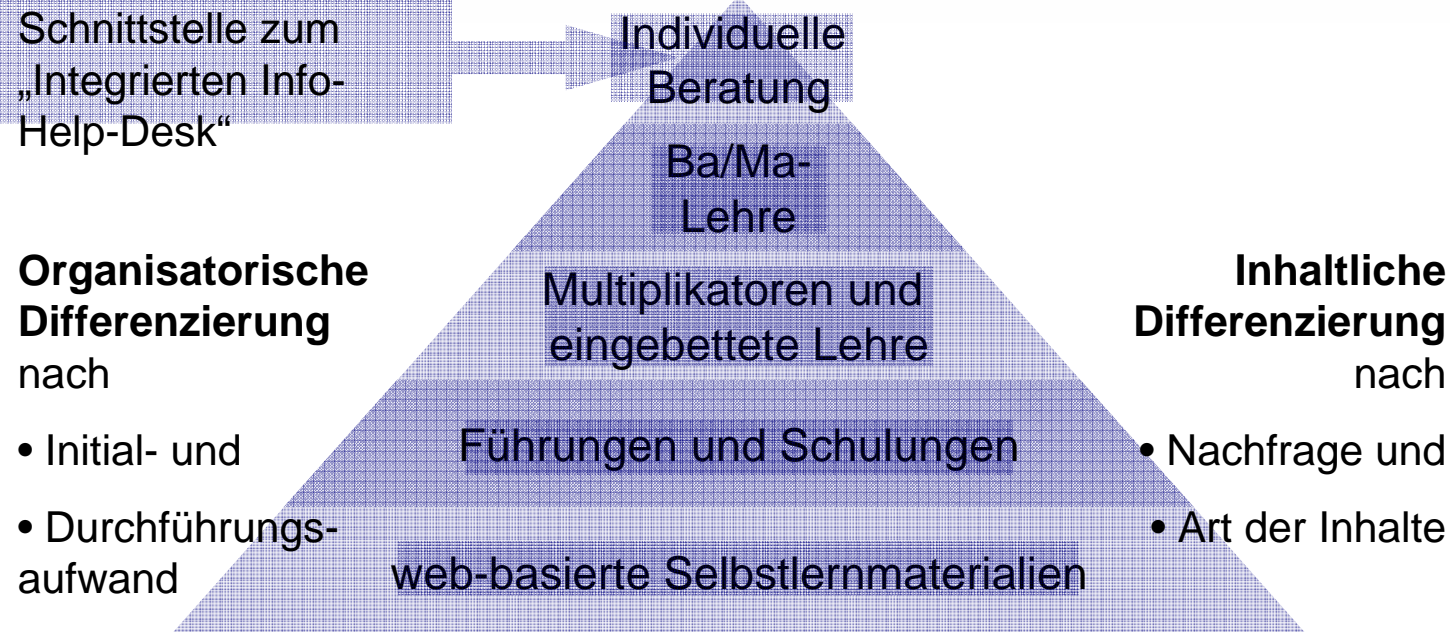 Schnittstelle zum
„Integrierten Info-
Help-Desk“
Individuelle
Beratung
Ba/Ma-
Lehre
Multiplikatoren und
eingebettete Lehre
Führungen und Schulungen
web-basierte Selbstlernmaterialien
Organisatorische
Differenzierung
nach
• Initial- und
• Durchführungs-
aufwand
Inhaltliche
Differenzierung
nach
• Nachfrage und
• Art der Inhalte